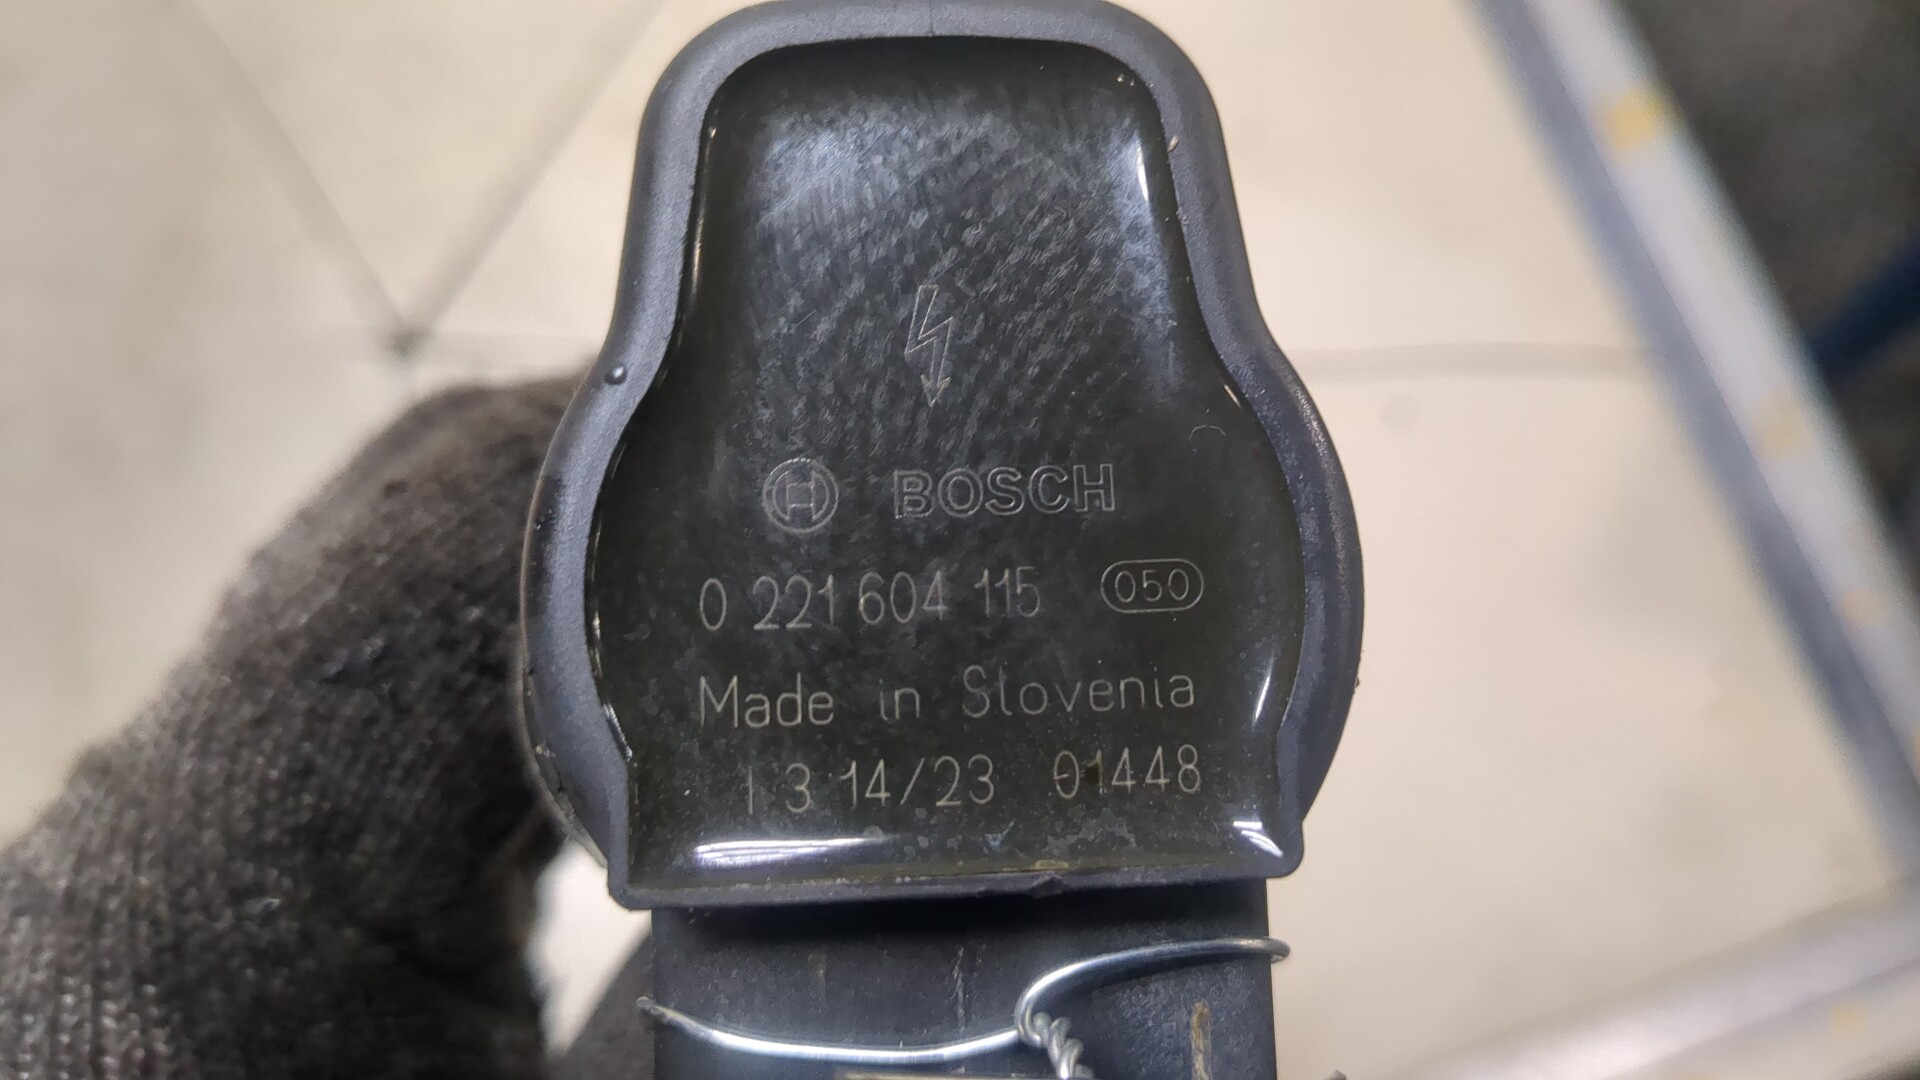 BOSCH
0 221 604 115 050
Made in Slovenia
1 3 14/23 01448